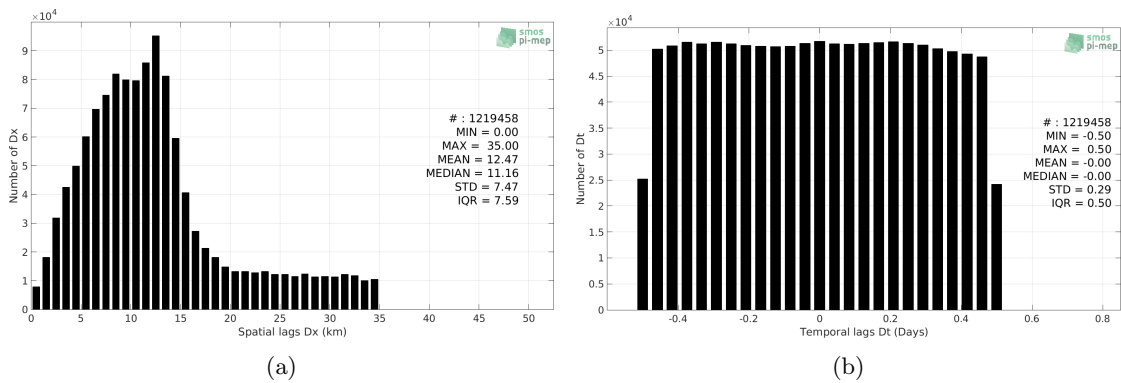 ×10⁴
9
8
7
6
5
4
3
2
1
0
Number of Dx
0 5 10 15 20 25 30 35 40 45 50
Spatial lags Dx (km)
smos
pi-mep
# : 1219458
MIN = 0.00
MAX = 35.00
MEAN = 12.47
MEDIAN = 11.16
STD = 7.47
IQR = 7.59
(a)
×10⁴
5
4.5
4
3.5
3
2.5
2
1.5
1
0.5
0
Number of Dt
-0.4 -0.2 0 0.2 0.4 0.6 0.8
Temporal lags Dt (Days)
smos
pi-mep
# : 1219458
MIN = -0.50
MAX = 0.50
MEAN = -0.00
MEDIAN = -0.00
STD = 0.29
IQR = 0.50
(b)